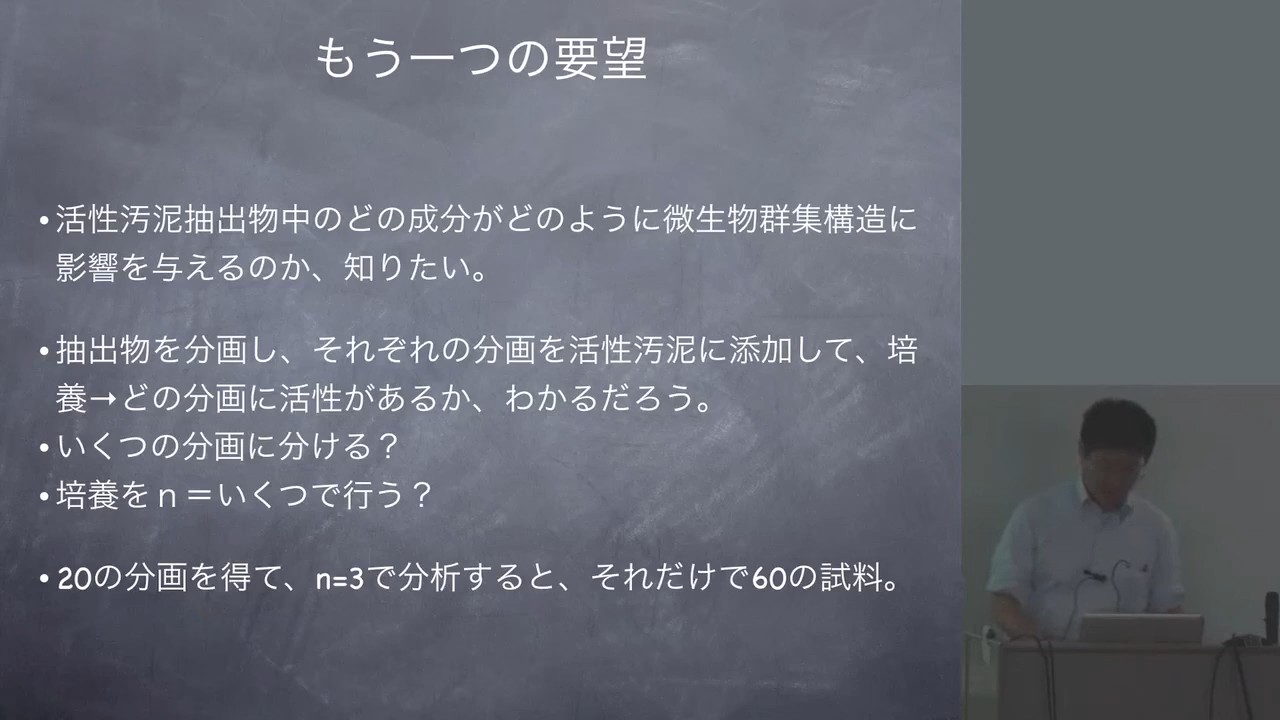 もう一つの要望
•活性汚泥抽出物中のどの成分がどのように微生物群集構造に
影響を与えるのか、知りたい。
•抽出物を分画し、それぞれの分画を活性汚泥に添加して、培
養→どの分画に活性があるか、わかるだろう。
•いくつの分画に分ける？
•培養をｎ＝いくつで行う？
•20の分画を得て、n=3で分析すると、それだけで60の試料。